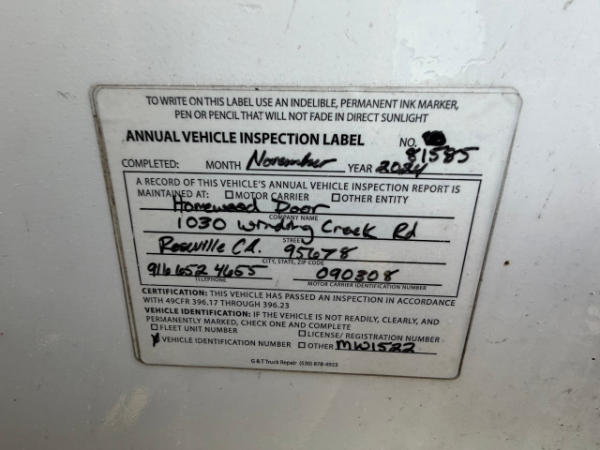 TO WRITE ON THIS LABEL USE AN INDELIBLE, PERMANENT INK MARKER,
PEN OR PENCIL THAT WILL NOT FADE IN DIRECT SUNLIGHT
ANNUAL VEHICLE INSPECTION LABEL NO. 81585
COMPLETED: MONTH November YEAR 2024
A RECORD OF THIS VEHICLE'S ANNUAL VEHICLE INSPECTION REPORT IS
MAINTAINED AT: ☐ MOTOR CARRIER ☐ OTHER ENTITY
Homewood Door
COMPANY NAME
1030 Winding Creek Rd
STREET
Roseville CA. 95678
CITY, STATE, ZIP CODE
916 652 4655 090308
TELEPHONE MOTOR CARRIER IDENTIFICATION NUMBER
CERTIFICATION: THIS VEHICLE HAS PASSED AN INSPECTION IN ACCORDANCE
WITH 49CFR 396.17 THROUGH 396.23
VEHICLE IDENTIFICATION: IF THE VEHICLE IS NOT READILY, CLEARLY, AND
PERMANENTLY MARKED, CHECK ONE AND COMPLETE
☐ FLEET UNIT NUMBER ☐ LICENSE/ REGISTRATION NUMBER
X VEHICLE IDENTIFICATION NUMBER ☐ OTHER MW1522
G & T Truck Repair (530) 878-4923